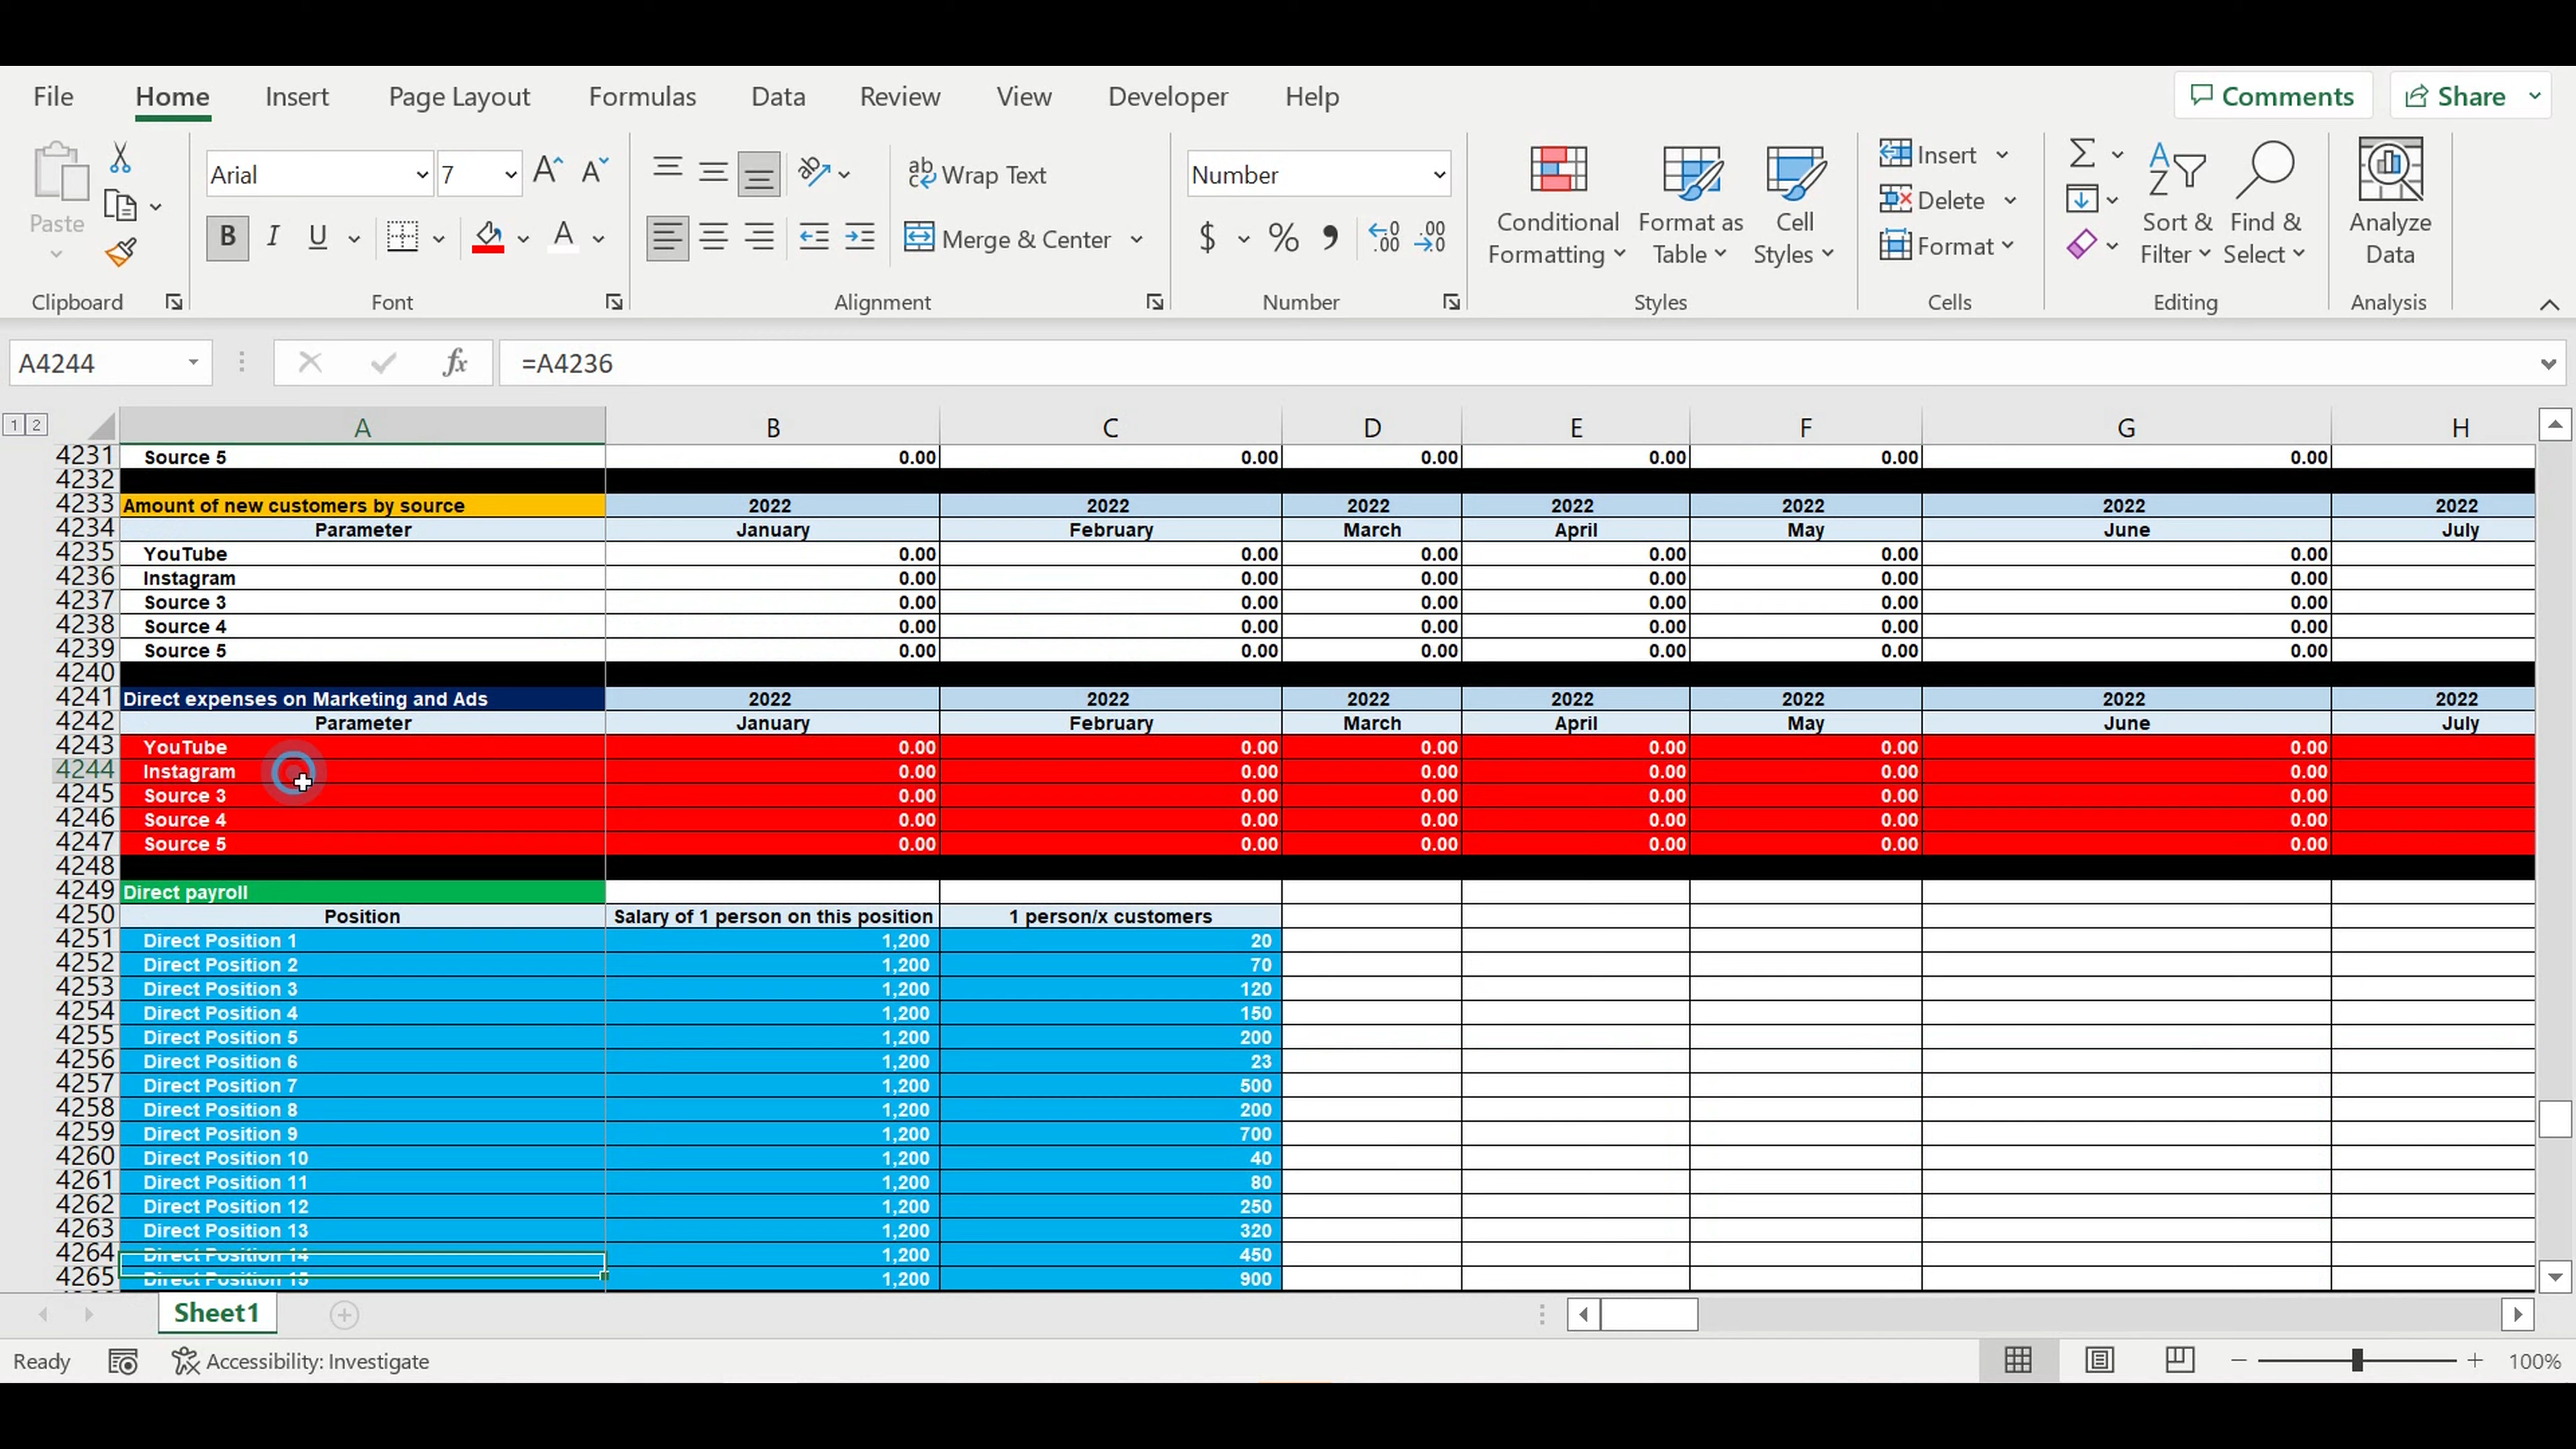 File Home Insert Page Layout Formulas Data Review View Developer Help Comments Share
Paste
Clipboard
Arial 7
B I U A
Font
Wrap Text
Merge & Center
Alignment
Number
$ % ,
Number
Conditional Formatting
Format as Table
Cell Styles
Styles
Insert
Delete
Format
Cells
Sort & Filter
Find & Select
Editing
Analyze Data
Analysis
A4244 fx =A4236
1 2 A B C D E F G H
4231 Source 5 0.00 0.00 0.00 0.00 0.00 0.00
4232
4233 Amount of new customers by source 2022 2022 2022 2022 2022 2022 2022
4234 Parameter January February March April May June July
4235 YouTube 0.00 0.00 0.00 0.00 0.00 0.00
4236 Instagram 0.00 0.00 0.00 0.00 0.00 0.00
4237 Source 3 0.00 0.00 0.00 0.00 0.00 0.00
4238 Source 4 0.00 0.00 0.00 0.00 0.00 0.00
4239 Source 5 0.00 0.00 0.00 0.00 0.00 0.00
4240
4241 Direct expenses on Marketing and Ads 2022 2022 2022 2022 2022 2022 2022
4242 Parameter January February March April May June July
4243 YouTube 0.00 0.00 0.00 0.00 0.00 0.00
4244 Instagram 0.00 0.00 0.00 0.00 0.00 0.00
4245 Source 3 0.00 0.00 0.00 0.00 0.00 0.00
4246 Source 4 0.00 0.00 0.00 0.00 0.00 0.00
4247 Source 5 0.00 0.00 0.00 0.00 0.00 0.00
4248
4249 Direct payroll
4250 Position Salary of 1 person on this position 1 person/x customers
4251 Direct Position 1 1,200 20
4252 Direct Position 2 1,200 70
4253 Direct Position 3 1,200 120
4254 Direct Position 4 1,200 150
4255 Direct Position 5 1,200 200
4256 Direct Position 6 1,200 23
4257 Direct Position 7 1,200 500
4258 Direct Position 8 1,200 200
4259 Direct Position 9 1,200 700
4260 Direct Position 10 1,200 40
4261 Direct Position 11 1,200 80
4262 Direct Position 12 1,200 250
4263 Direct Position 13 1,200 320
4264 Direct Position 14 1,200 450
4265 Direct Position 15 1,200 900
Sheet1
Ready Accessibility: Investigate 100%